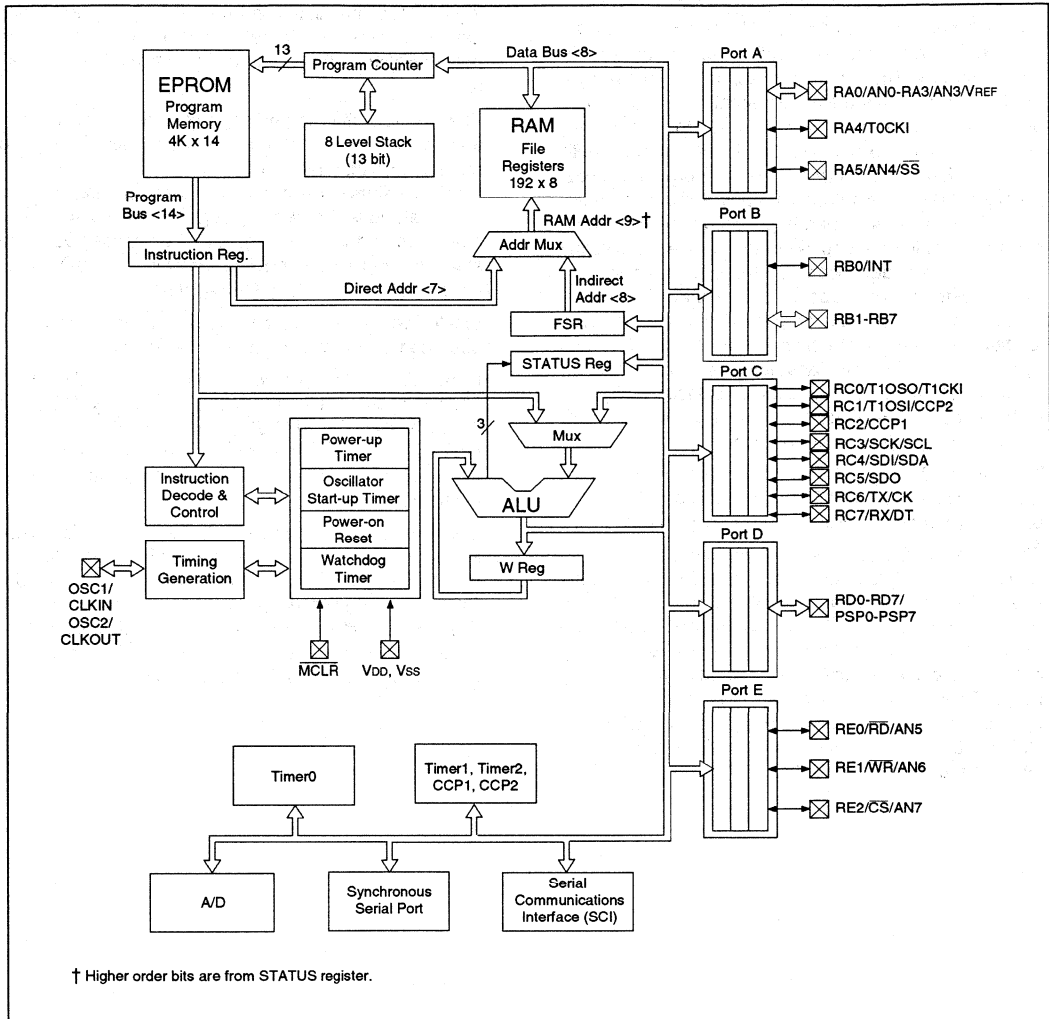 13
Program Counter
Data Bus <8>
EPROM
Program
Memory
4K x 14
8 Level Stack
(13 bit)
RAM
File
Registers
192 x 8
Program
Bus <14>
RAM Addr <9>†
Instruction Reg.
Addr Mux
Direct Addr <7>
Indirect
Addr <8>
FSR
STATUS Reg
3
Mux
Power-up
Timer
Oscillator
Start-up Timer
Power-on
Reset
Watchdog
Timer
Instruction
Decode &
Control
ALU
Timing
Generation
W Reg
OSC1/
CLKIN
OSC2/
CLKOUT
MCLR
VDD, VSS
Port A
RA0/AN0-RA3/AN3/VREF
RA4/T0CKI
RA5/AN4/SS
Port B
RB0/INT
RB1-RB7
Port C
RC0/T1OSO/T1CKI
RC1/T1OSI/CCP2
RC2/CCP1
RC3/SCK/SCL
RC4/SDI/SDA
RC5/SDO
RC6/TX/CK
RC7/RX/DT
Port D
RD0-RD7/
PSP0-PSP7
Port E
RE0/RD/AN5
RE1/WR/AN6
RE2/CS/AN7
Timer0
Timer1, Timer2,
CCP1, CCP2
A/D
Synchronous
Serial Port
Serial
Communications
Interface (SCI)
† Higher order bits are from STATUS register.